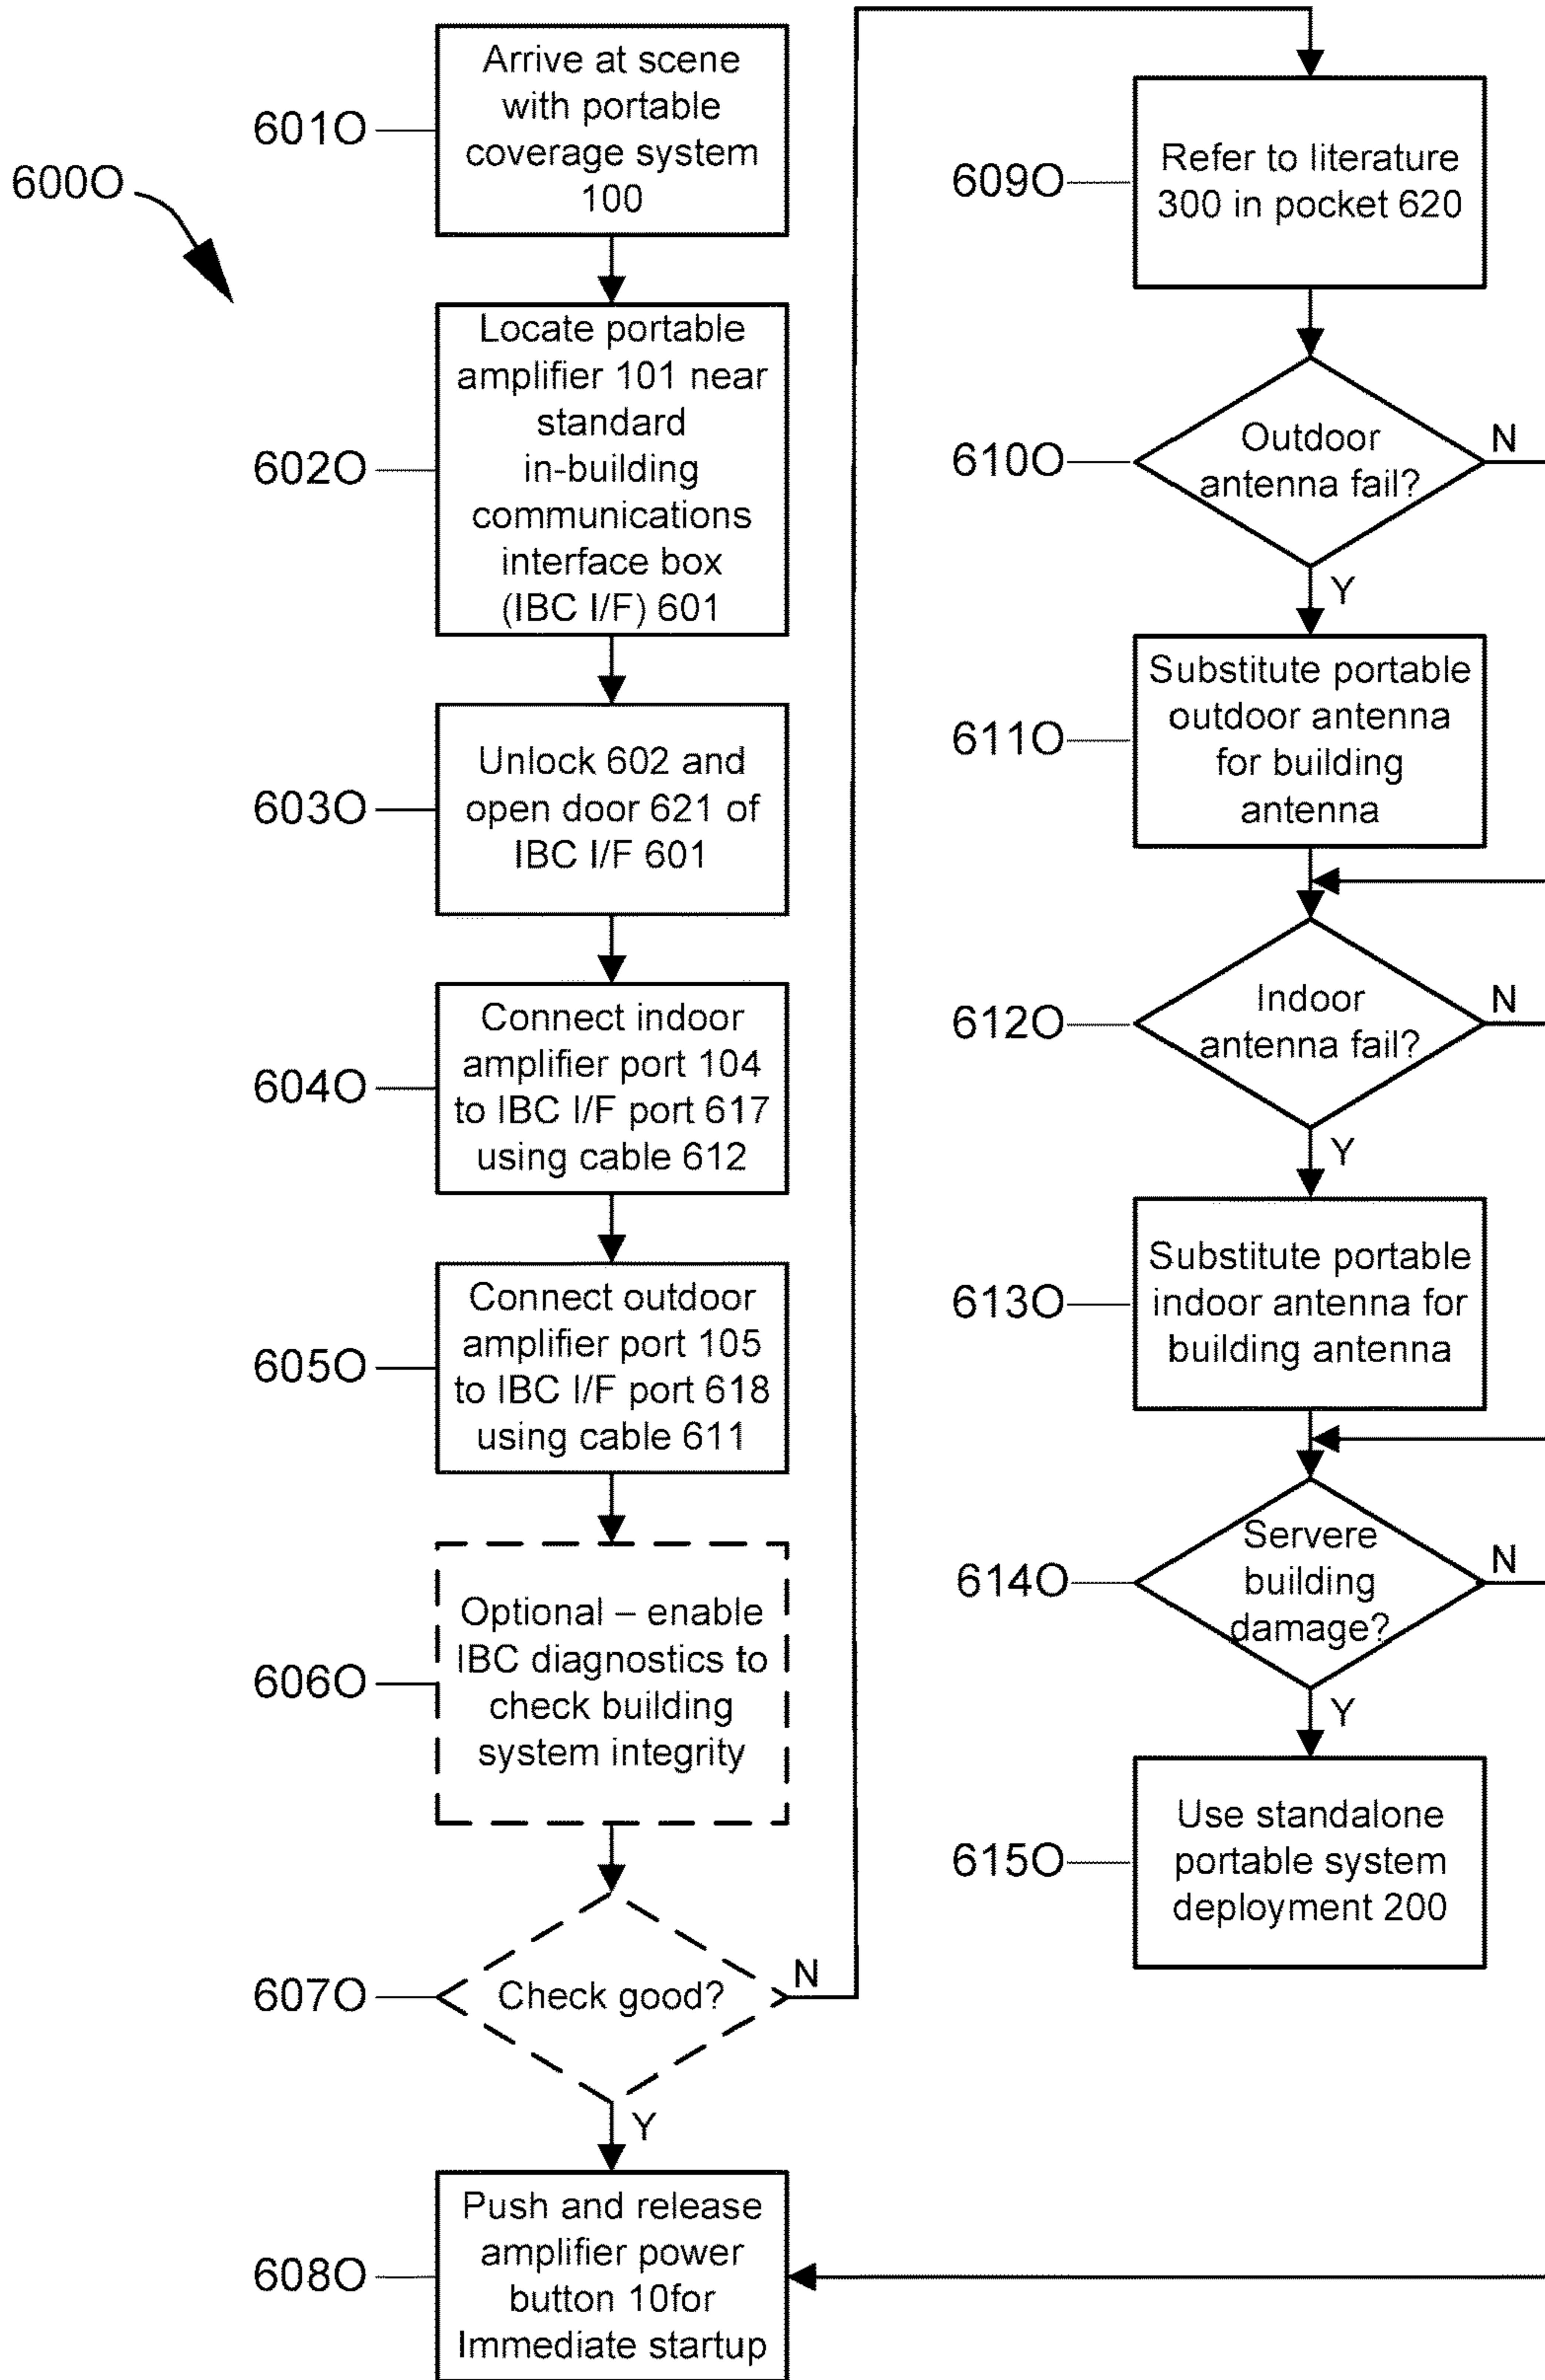 600O
601O
Arrive at scene
with portable
coverage system
100
602O
Locate portable
amplifier 101 near
standard
in-building
communications
interface box
(IBC I/F) 601
603O
Unlock 602 and
open door 621 of
IBC I/F 601
604O
Connect indoor
amplifier port 104
to IBC I/F port 617
using cable 612
605O
Connect outdoor
amplifier port 105
to IBC I/F port 618
using cable 611
606O
Optional – enable
IBC diagnostics to
check building
system integrity
607O
Check good?
N
Y
608O
Push and release
amplifier power
button 10for
Immediate startup
609O
Refer to literature
300 in pocket 620
610O
Outdoor
antenna fail?
N
Y
611O
Substitute portable
outdoor antenna
for building
antenna
612O
Indoor
antenna fail?
N
Y
613O
Substitute portable
indoor antenna for
building antenna
614O
Servere
building
damage?
N
Y
615O
Use standalone
portable system
deployment 200